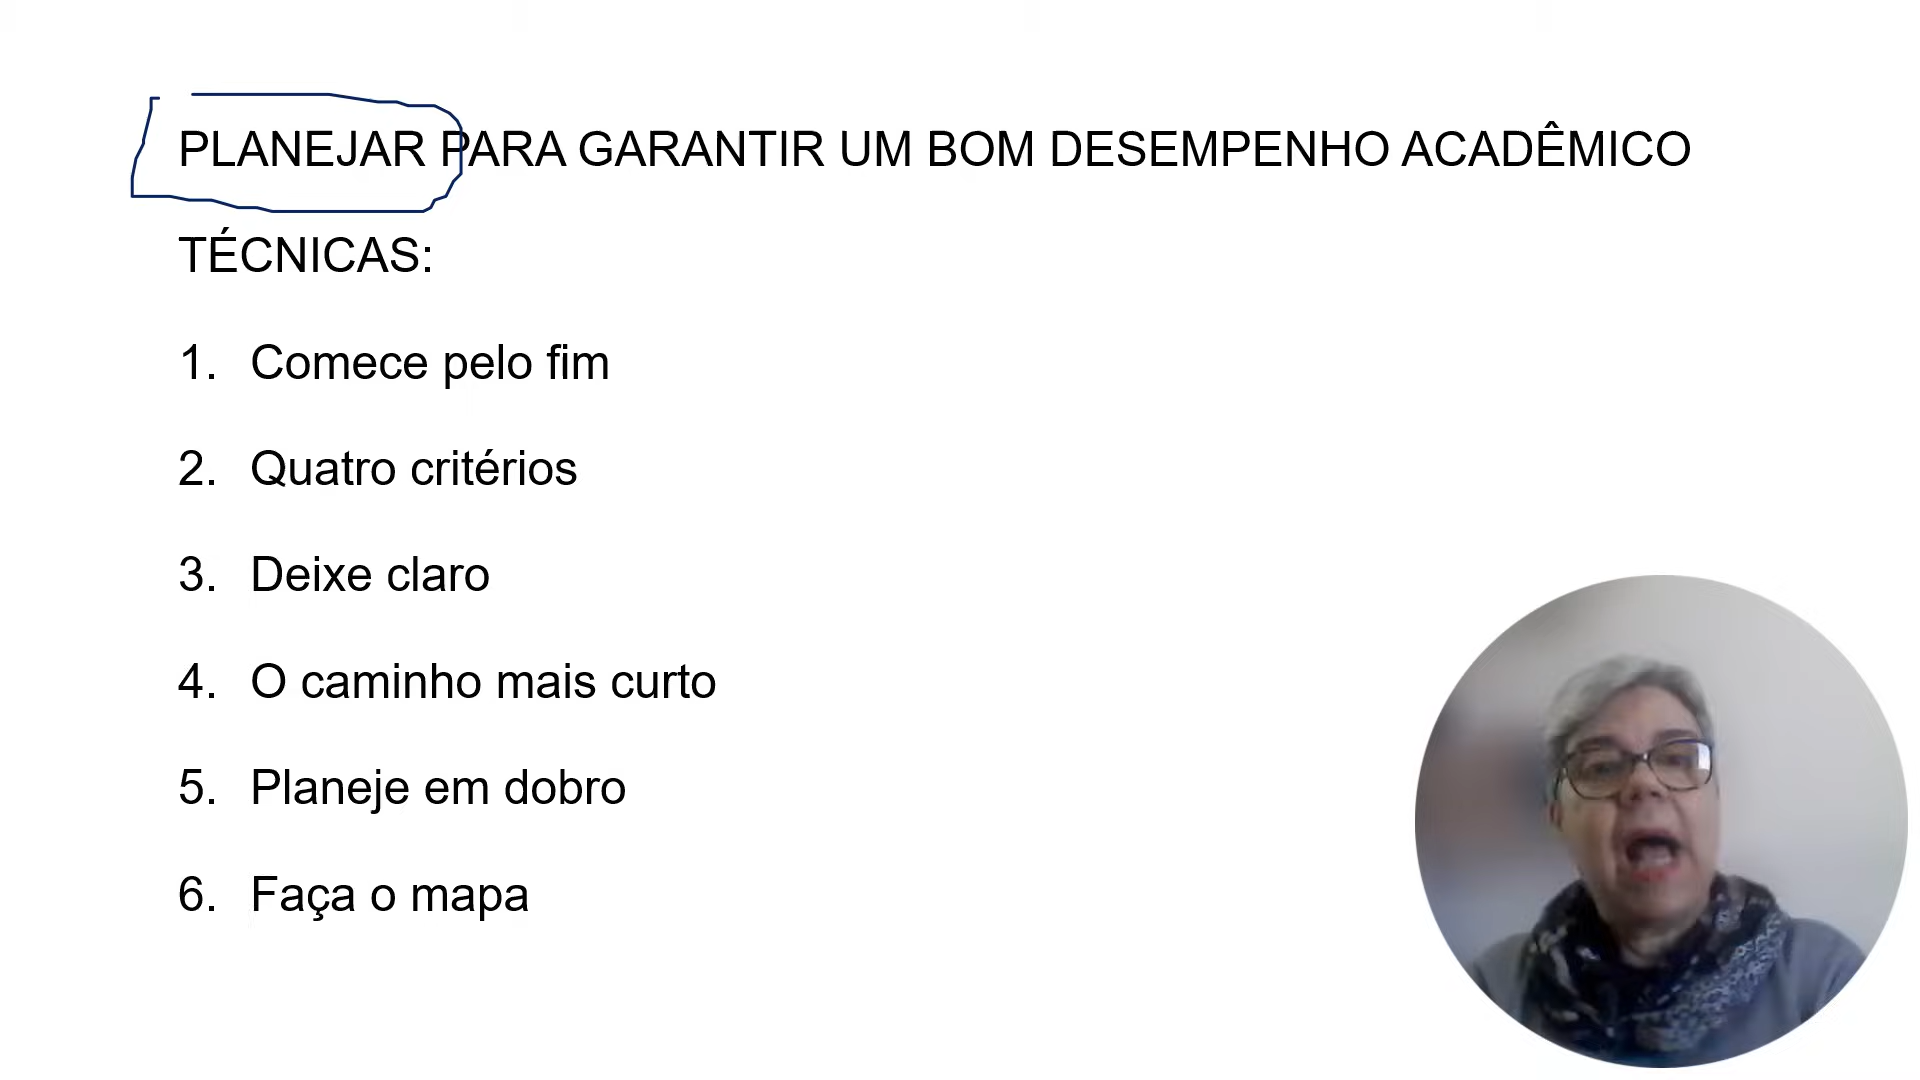 PLANEJAR PARA GARANTIR UM BOM DESEMPENHO ACADÊMICO
TÉCNICAS:
1. Comece pelo fim
2. Quatro critérios
3. Deixe claro
4. O caminho mais curto
5. Planeje em dobro
6. Faça o mapa